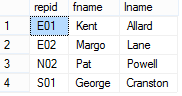 repid fname lname
1 E01 Kent Allard
2 E02 Margo Lane
3 N02 Pat Powell
4 S01 George Cranston